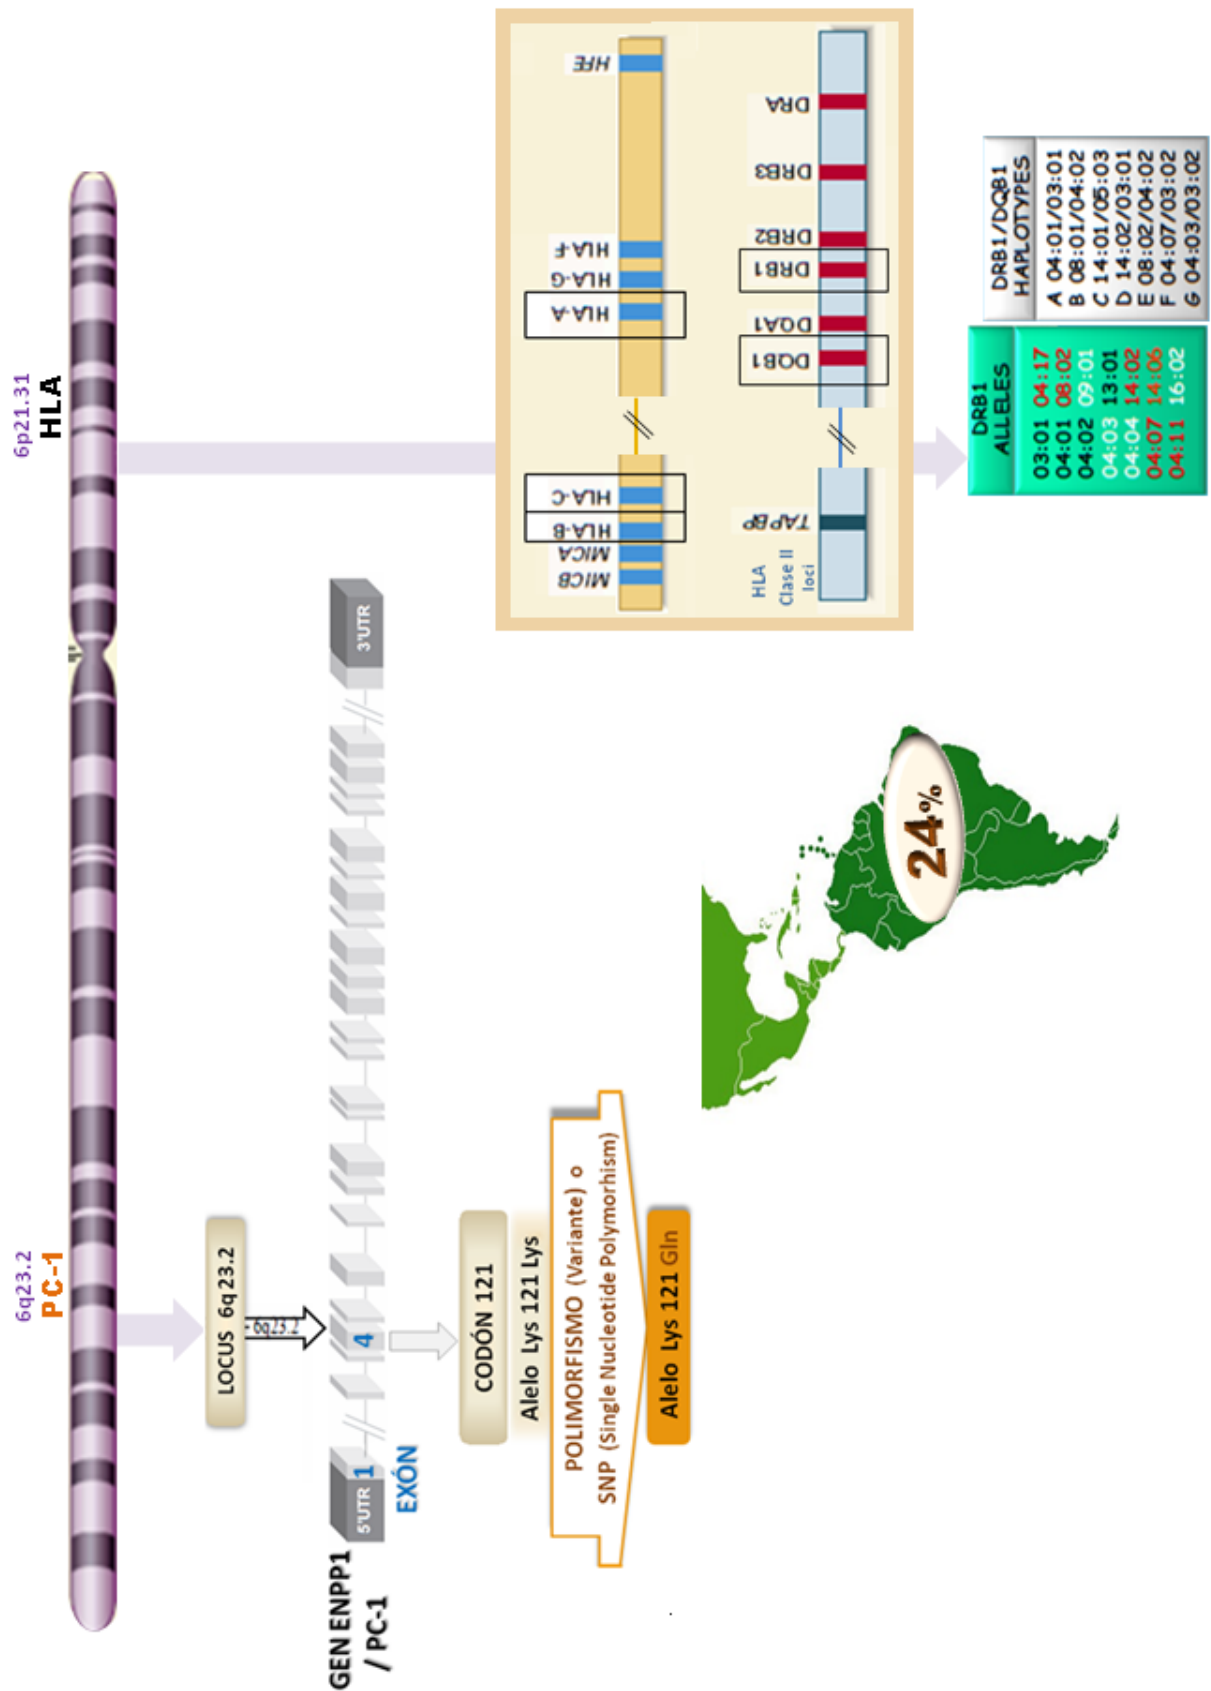 6q23.2
PC-1
6p21.31
HLA
LOCUS 6q 23.2
- 6q23.2
GEN ENPP1
/ PC-1
5'UTR
1
4
3'UTR
EXÓN
CODÓN 121
Alelo Lys 121 Lys
POLIMORFISMO (Variante) o
SNP (Single Nucleotide Polymorhism)
Alelo Lys 121 Gln
24%
MICB
MICA
HLA-B
HLA-C
HLA-A
HLA-G
HLA-F
HFE
HLA
Clase II
loci
TAPBP
DQB1
DQA1
DRB1
DRB2
DRB3
DRA
DRB1
ALLELES
03:01 04:17
04:01 08:02
04:02 09:01
04:03 13:01
04:04 14:02
04:07 14:06
04:11 16:02
DRB1/DQB1
HAPLOTYPES
A 04:01/03:01
B 08:01/04:02
C 14:01/05:03
D 14:02/03:01
E 08:02/04:02
F 04:07/03:02
G 04:03/03:02